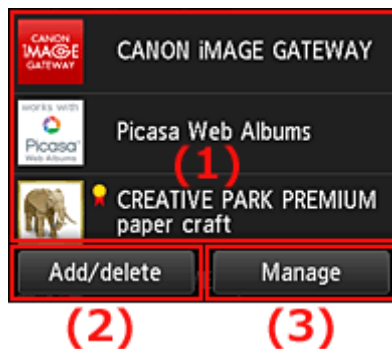 CANON
iMAGE
GATEWAY
CANON iMAGE GATEWAY
works with
Picasa
Web Albums
Picasa Web Albums
(1)
CREATIVE PARK PREMIUM
paper craft
Add/delete
Manage
(2)
(3)